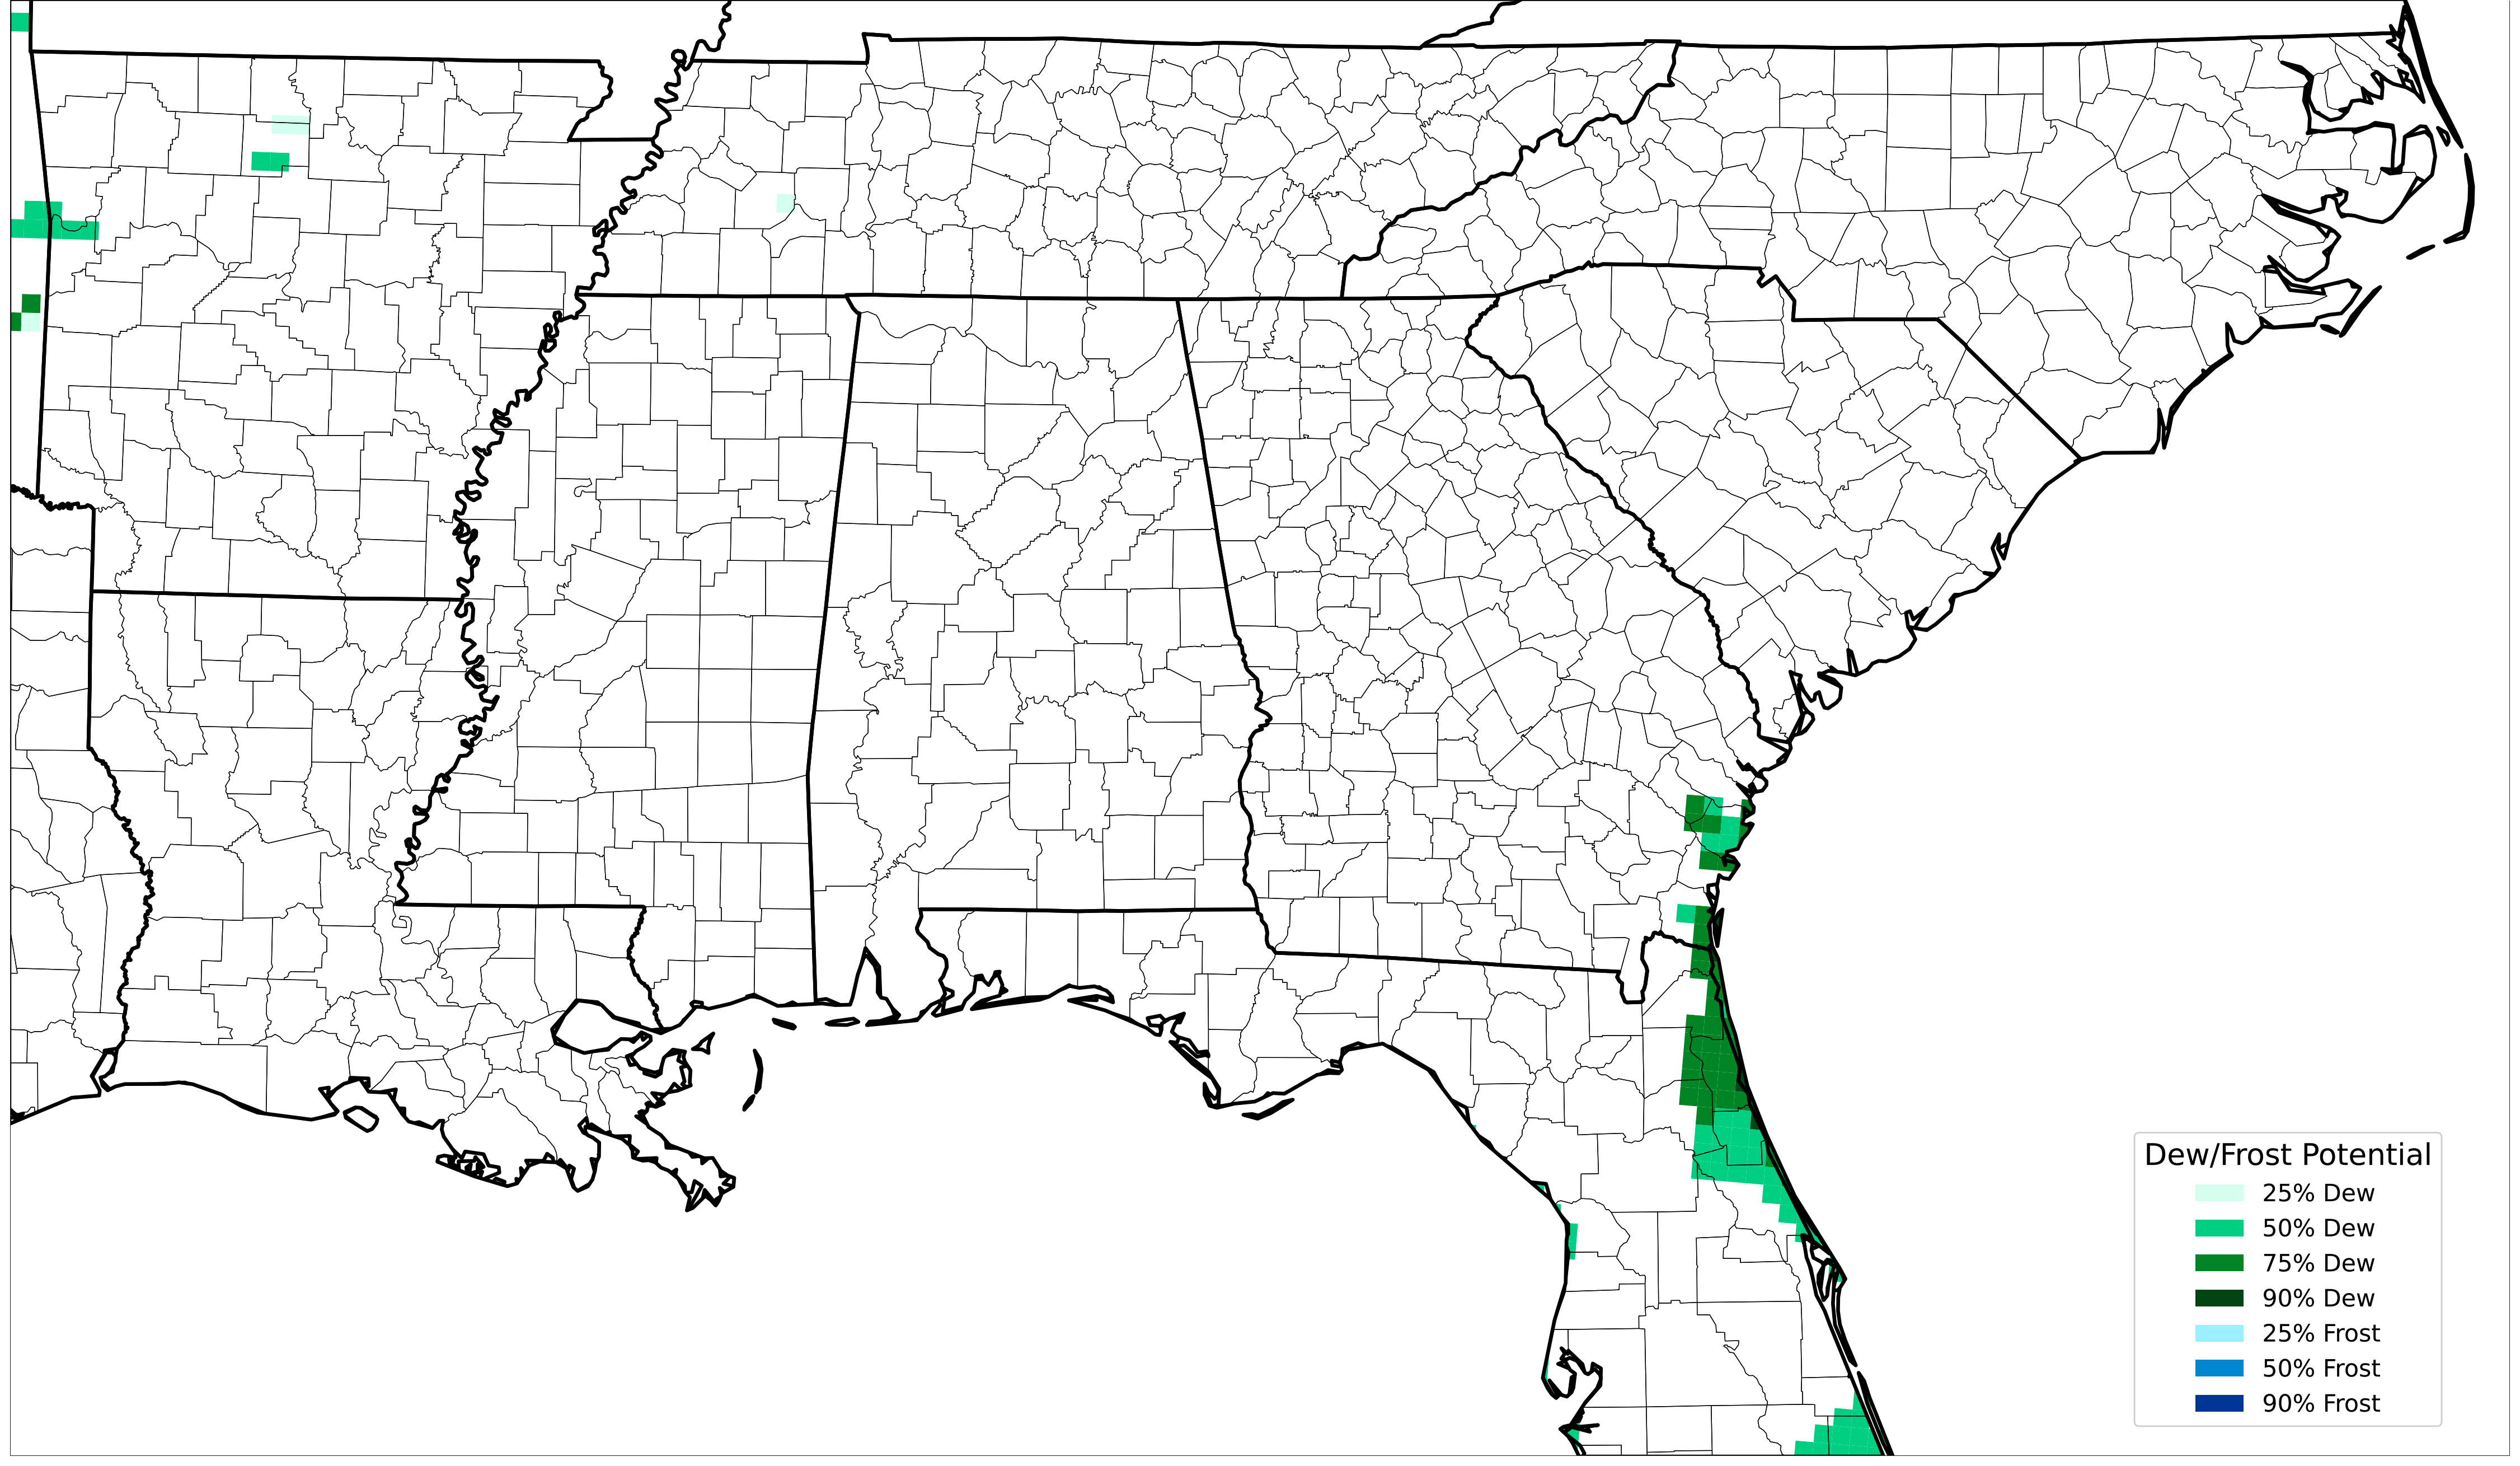 Dew/Frost Potential
25% Dew
50% Dew
75% Dew
90% Dew
25% Frost
50% Frost
90% Frost